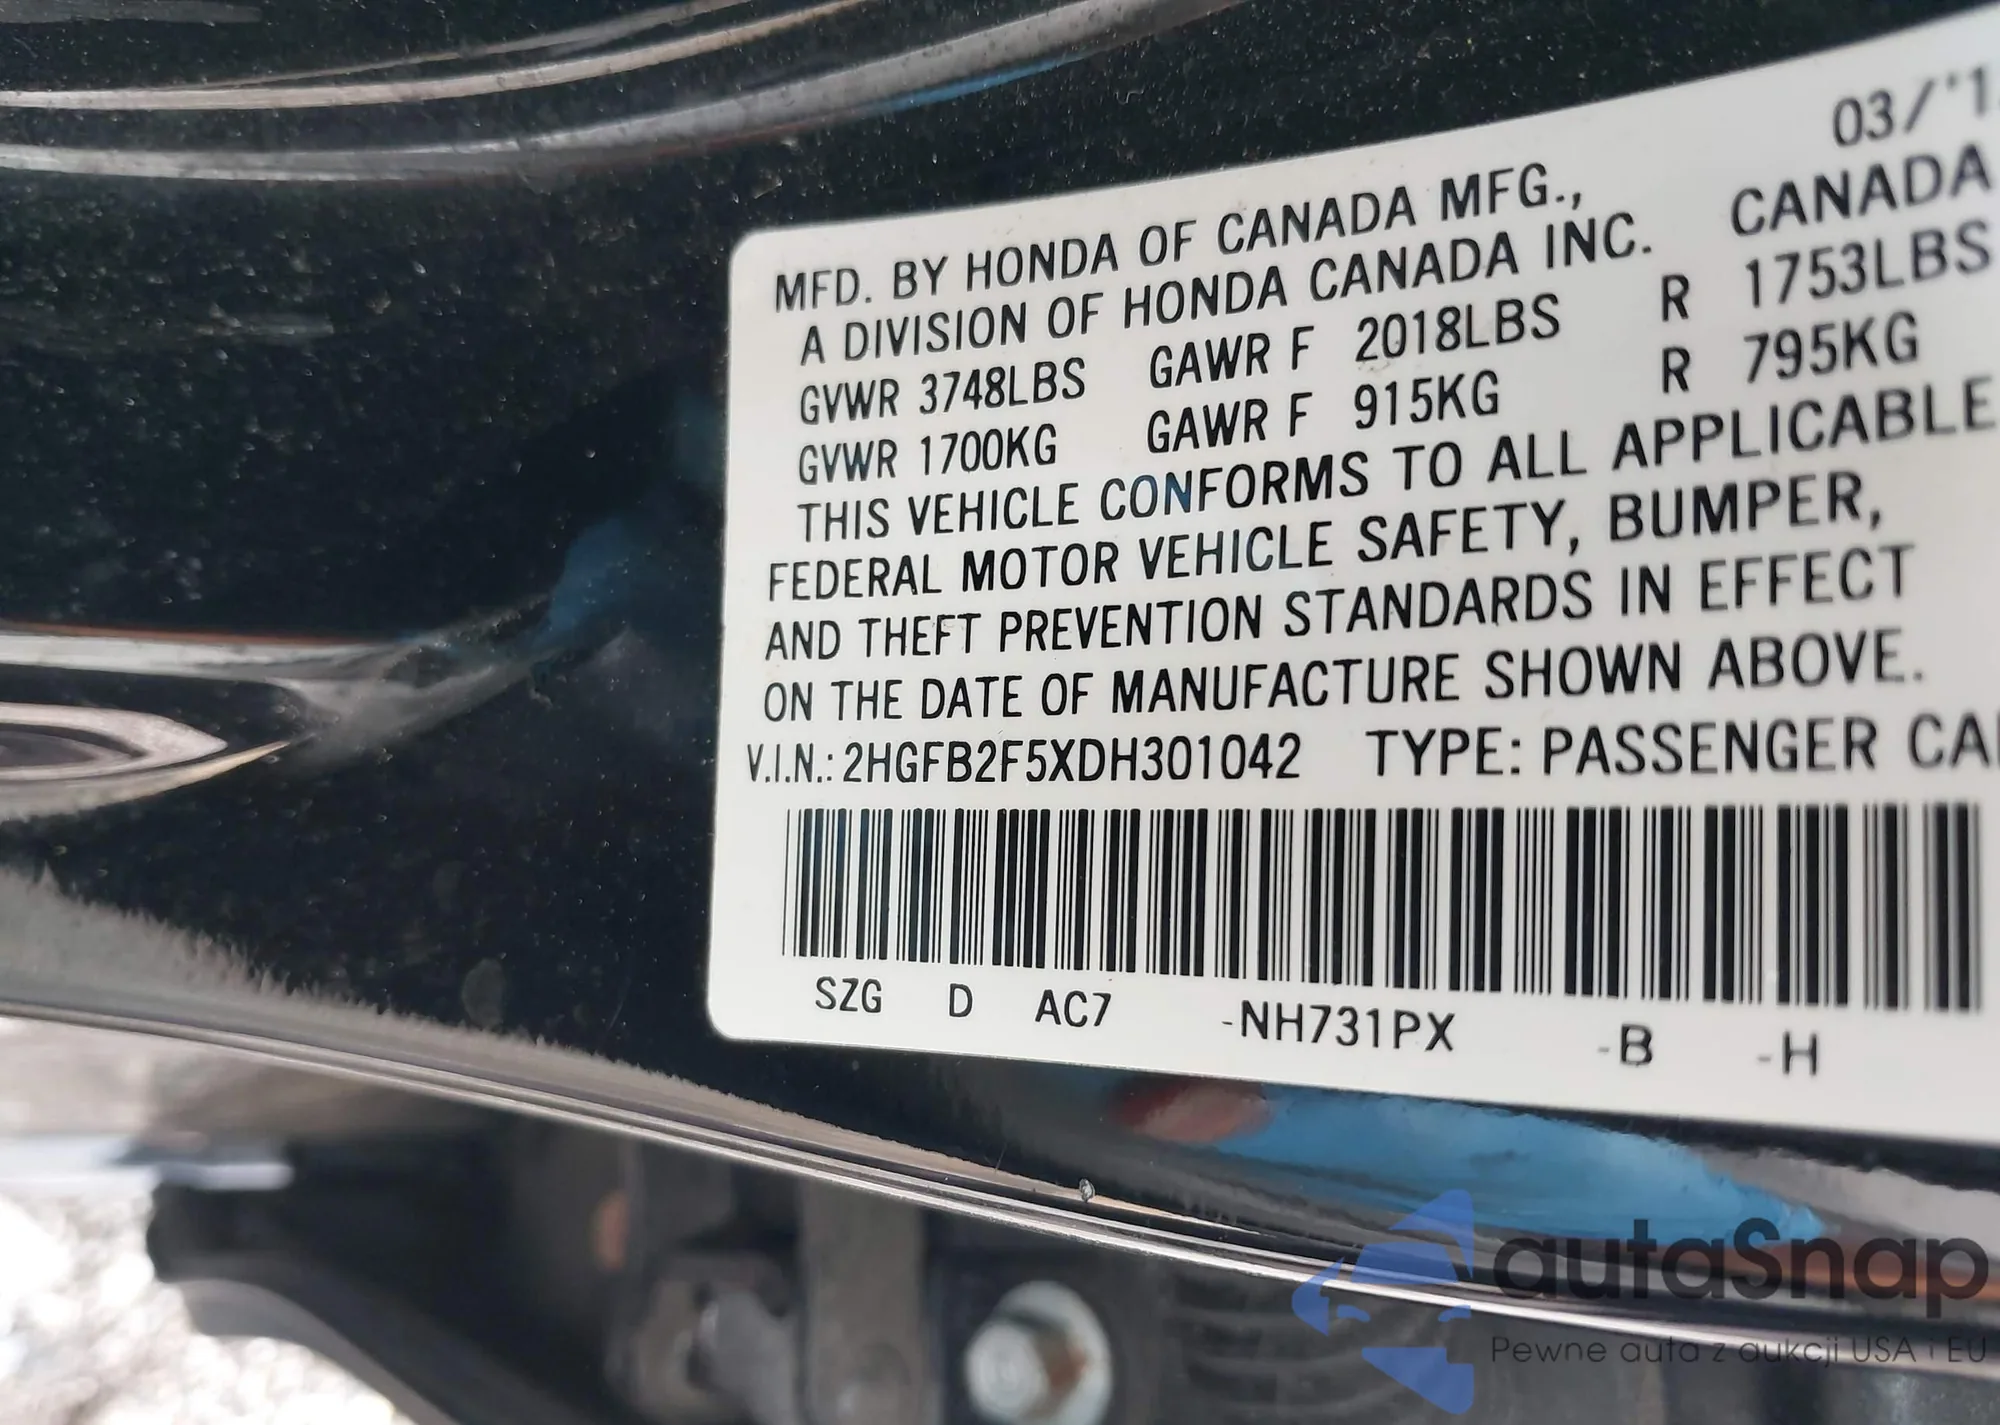 03/'1
MFD. BY HONDA OF CANADA MFG.,
CANADA
A DIVISION OF HONDA CANADA INC.
GVWR 3748LBS GAWR F 2018LBS R 1753LBS
GVWR 1700KG GAWR F 915KG R 795KG
THIS VEHICLE CONFORMS TO ALL APPLICABLE
FEDERAL MOTOR VEHICLE SAFETY, BUMPER,
AND THEFT PREVENTION STANDARDS IN EFFECT
ON THE DATE OF MANUFACTURE SHOWN ABOVE.
V.I.N.: 2HGFB2F5XDH301042 TYPE: PASSENGER CA
SZG D AC7 -NH731PX -B -H
autaSnap
Pewne auta z aukcji USA i EU